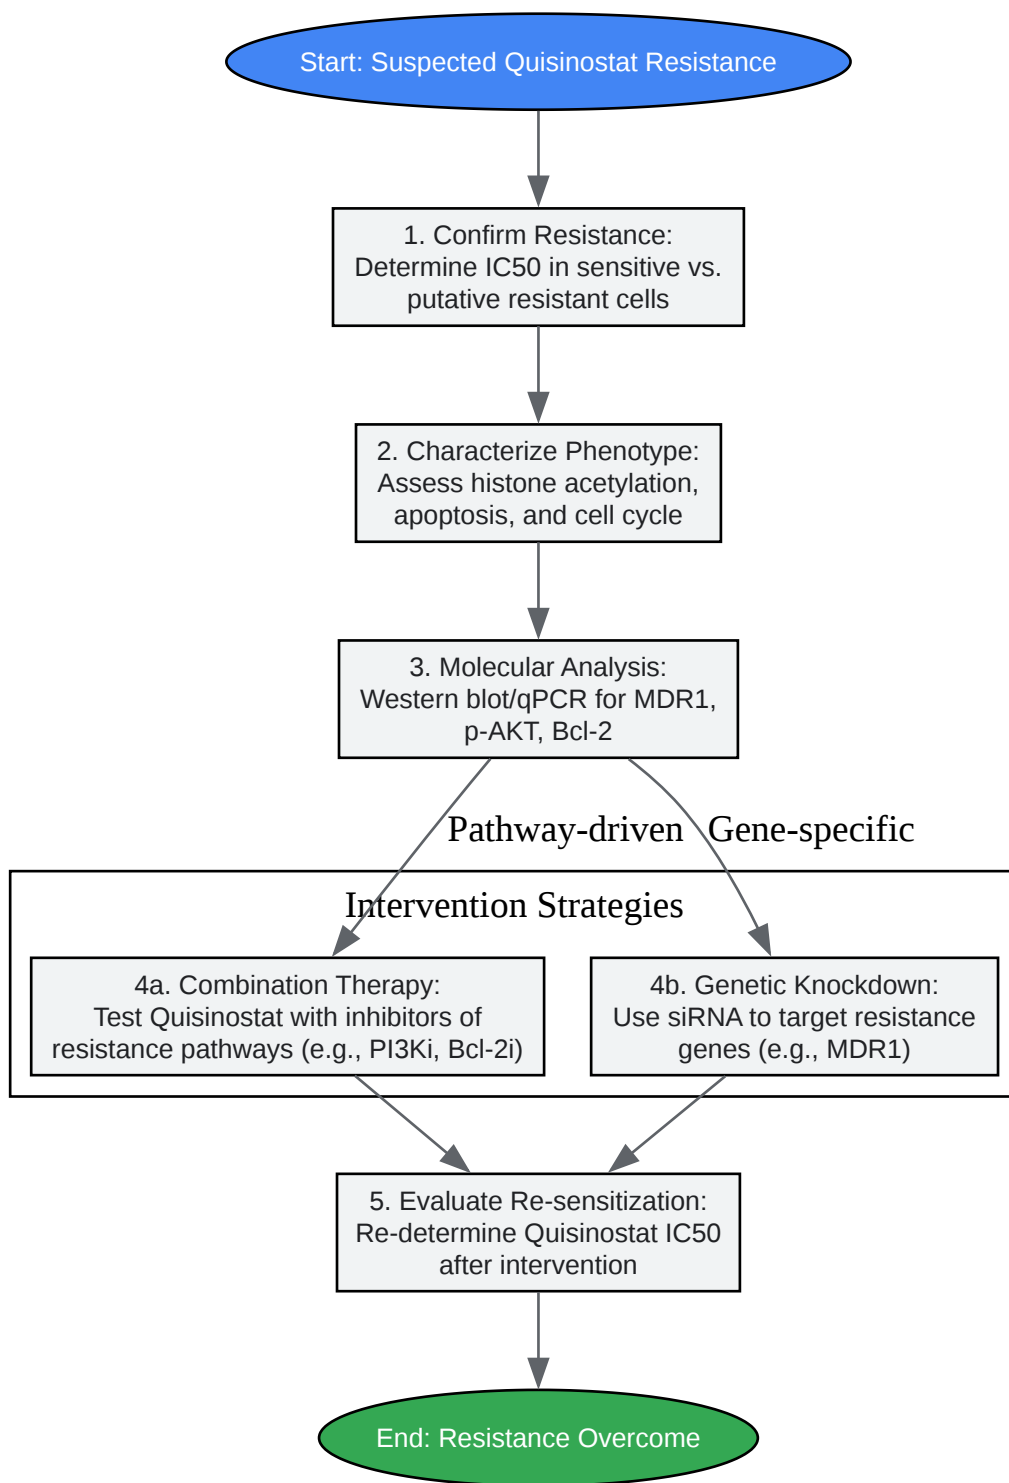 Start: Suspected Quisinostat Resistance
1. Confirm Resistance:
Determine IC50 in sensitive vs.
putative resistant cells
2. Characterize Phenotype:
Assess histone acetylation,
apoptosis, and cell cycle
3. Molecular Analysis:
Western blot/qPCR for MDR1,
p-AKT, Bcl-2
Pathway-driven
Gene-specific
Intervention Strategies
4a. Combination Therapy:
Test Quisinostat with inhibitors of
resistance pathways (e.g., PI3Ki, Bcl-2i)
4b. Genetic Knockdown:
Use siRNA to target resistance
genes (e.g., MDR1)
5. Evaluate Re-sensitization:
Re-determine Quisinostat IC50
after intervention
End: Resistance Overcome